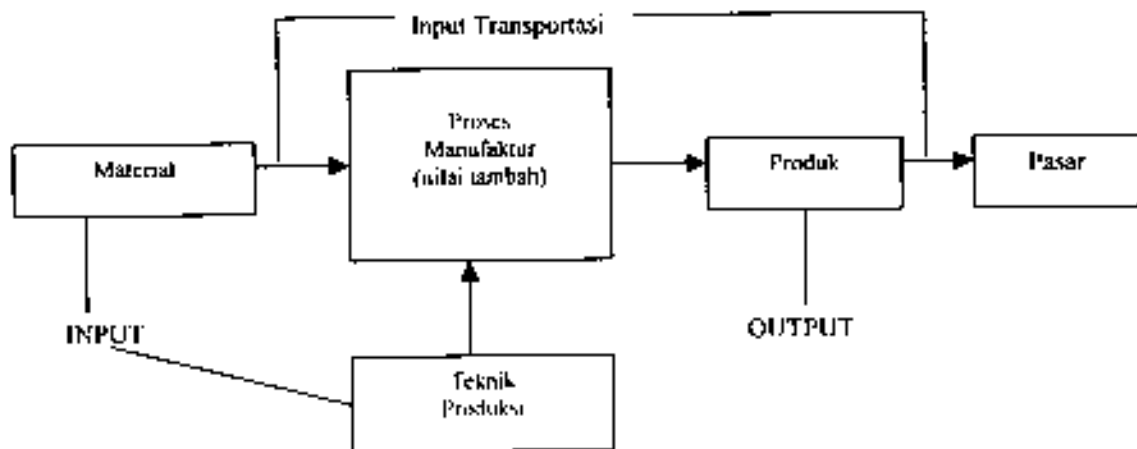 Input Transportasi
Proses
Manufaktur
(nilai tambah)
Material
Produk
Pasar
INPUT
OUTPUT
Teknik
Produksi